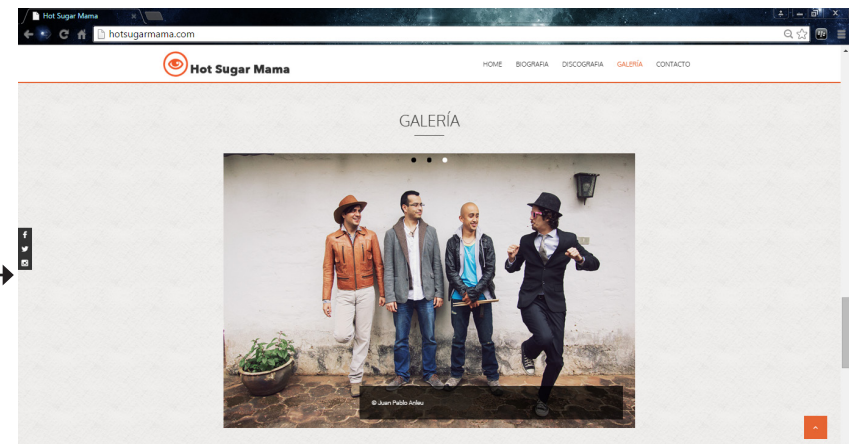 Hot Sugar Mama
hotsugarmama.com
Hot Sugar Mama
HOME BIOGRAFIA DISCOGRAFIA GALERÍA CONTACTO
GALERÍA
© Juan Pablo Anleu